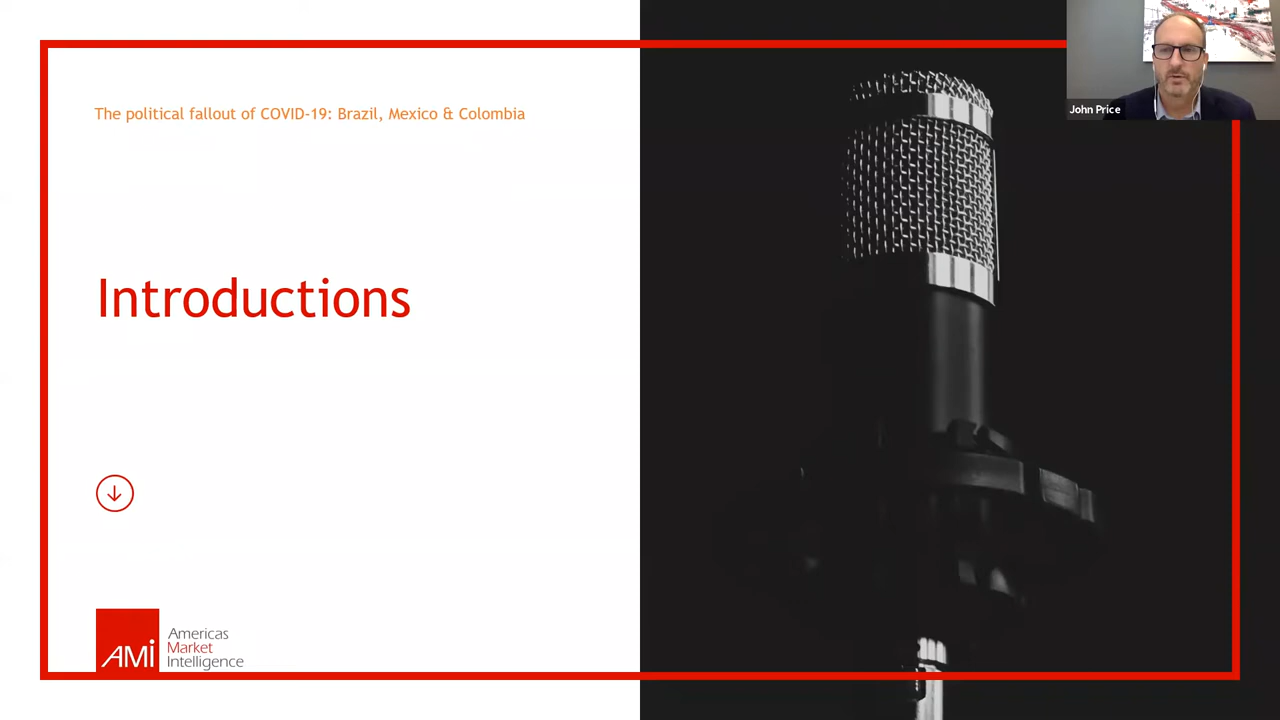 The political fallout of COVID-19: Brazil, Mexico & Colombia
John Price
Introductions
AMi
Americas
Market
Intelligence